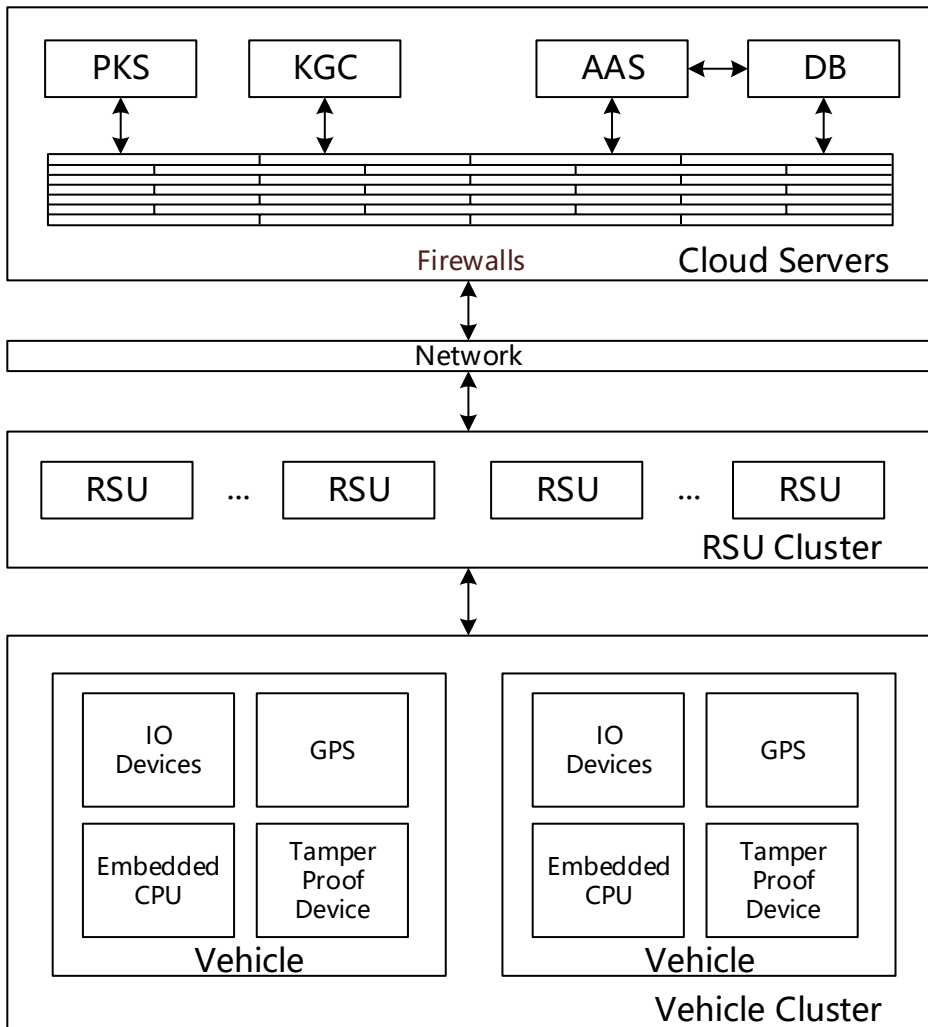 PKS KGC AAS DB
Firewalls
Cloud Servers
Network
RSU ... RSU RSU ... RSU
RSU Cluster
IO
Devices
GPS
Embedded
CPU
Tamper
Proof
Device
Vehicle
IO
Devices
GPS
Embedded
CPU
Tamper
Proof
Device
Vehicle
Vehicle Cluster